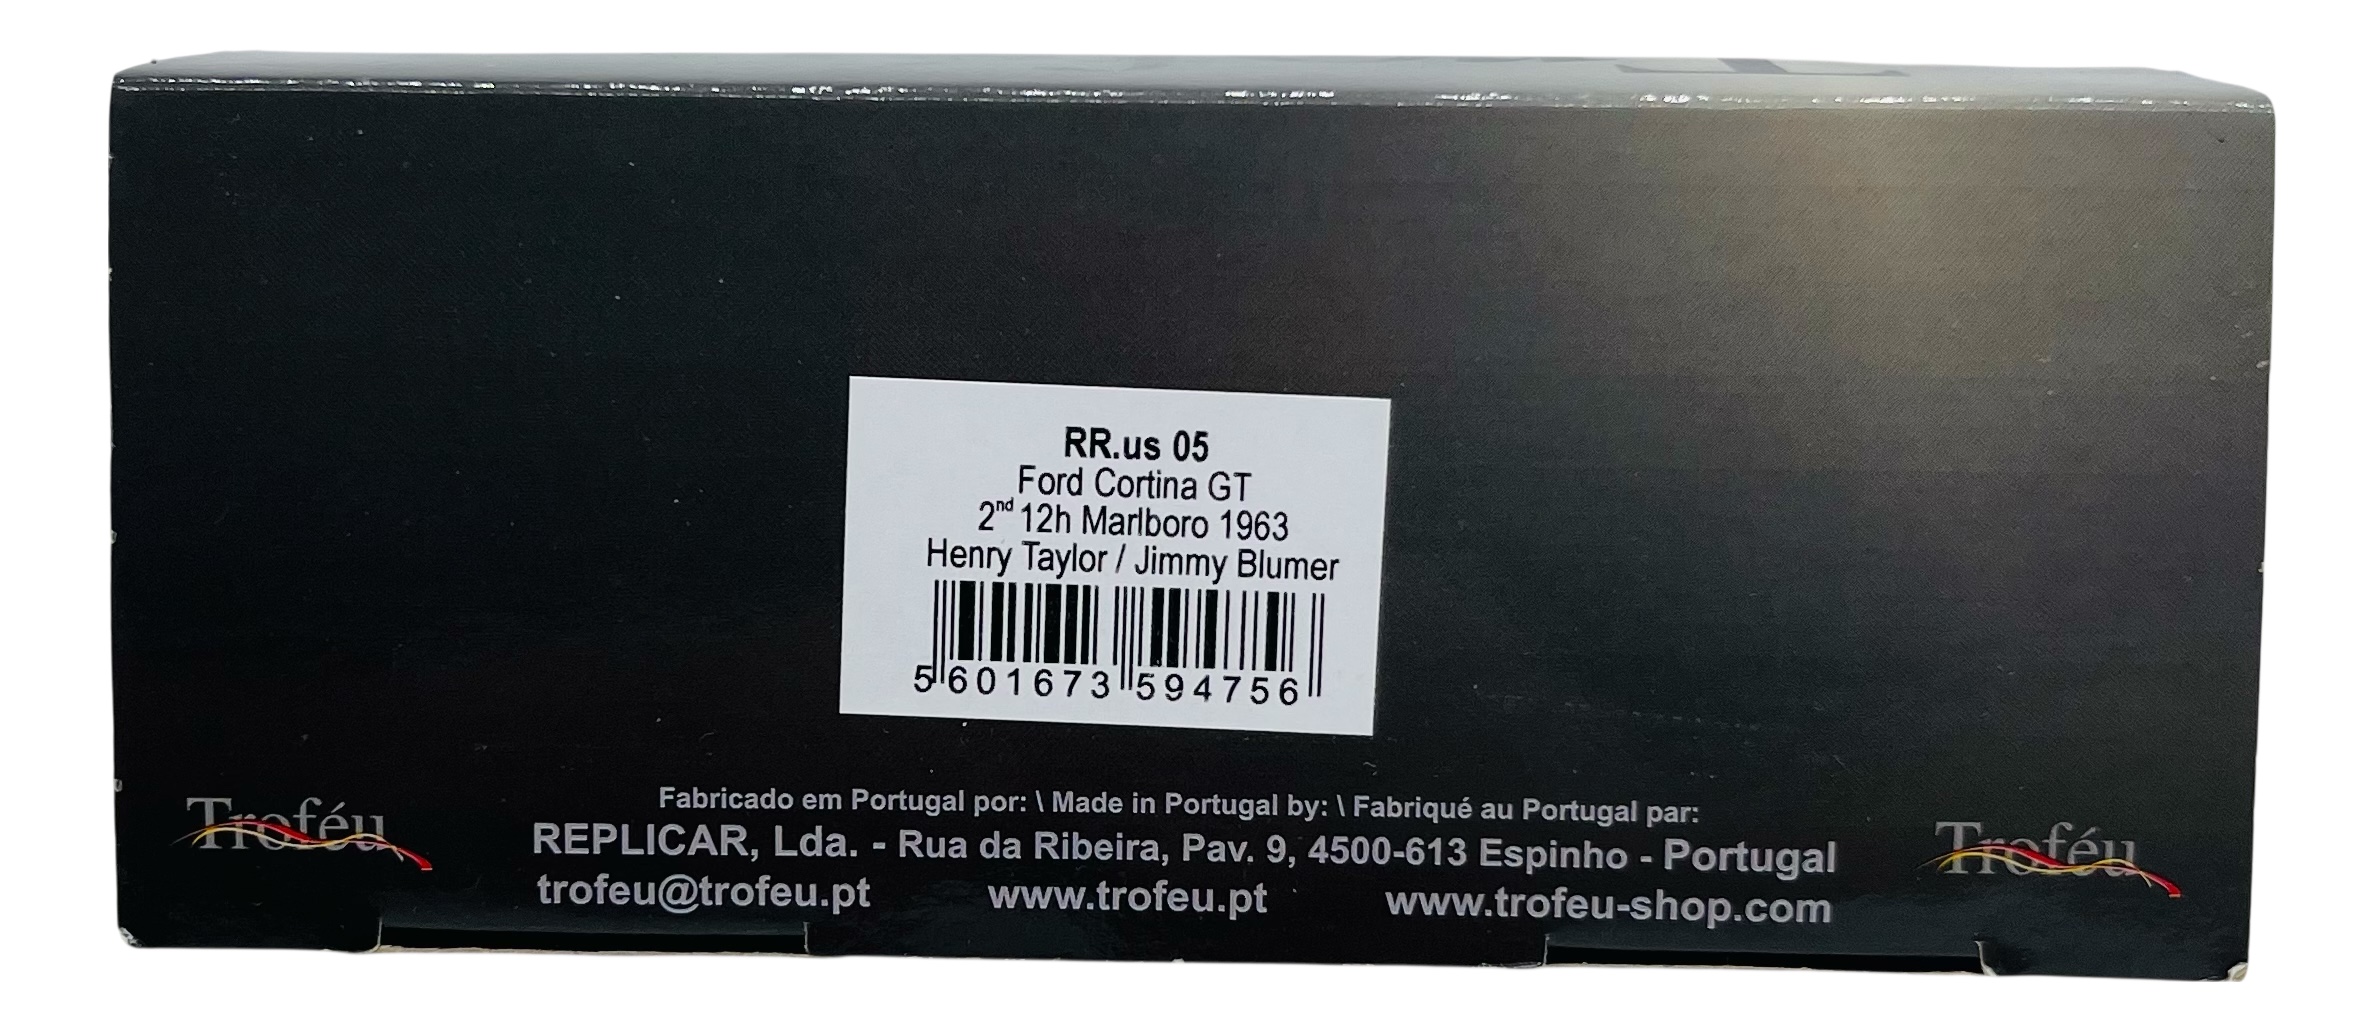 RR.us 05
Ford Cortina GT
2nd 12h Marlboro 1963
Henry Taylor / Jimmy Blumer
5 601673 594756
Fabricado em Portugal por: \ Made in Portugal by: \ Fabriqué au Portugal par:
Troféu
REPLICAR, Lda. - Rua da Ribeira, Pav. 9, 4500-613 Espinho - Portugal
Troféu
trofeu@trofeu.pt www.trofeu.pt www.trofeu-shop.com